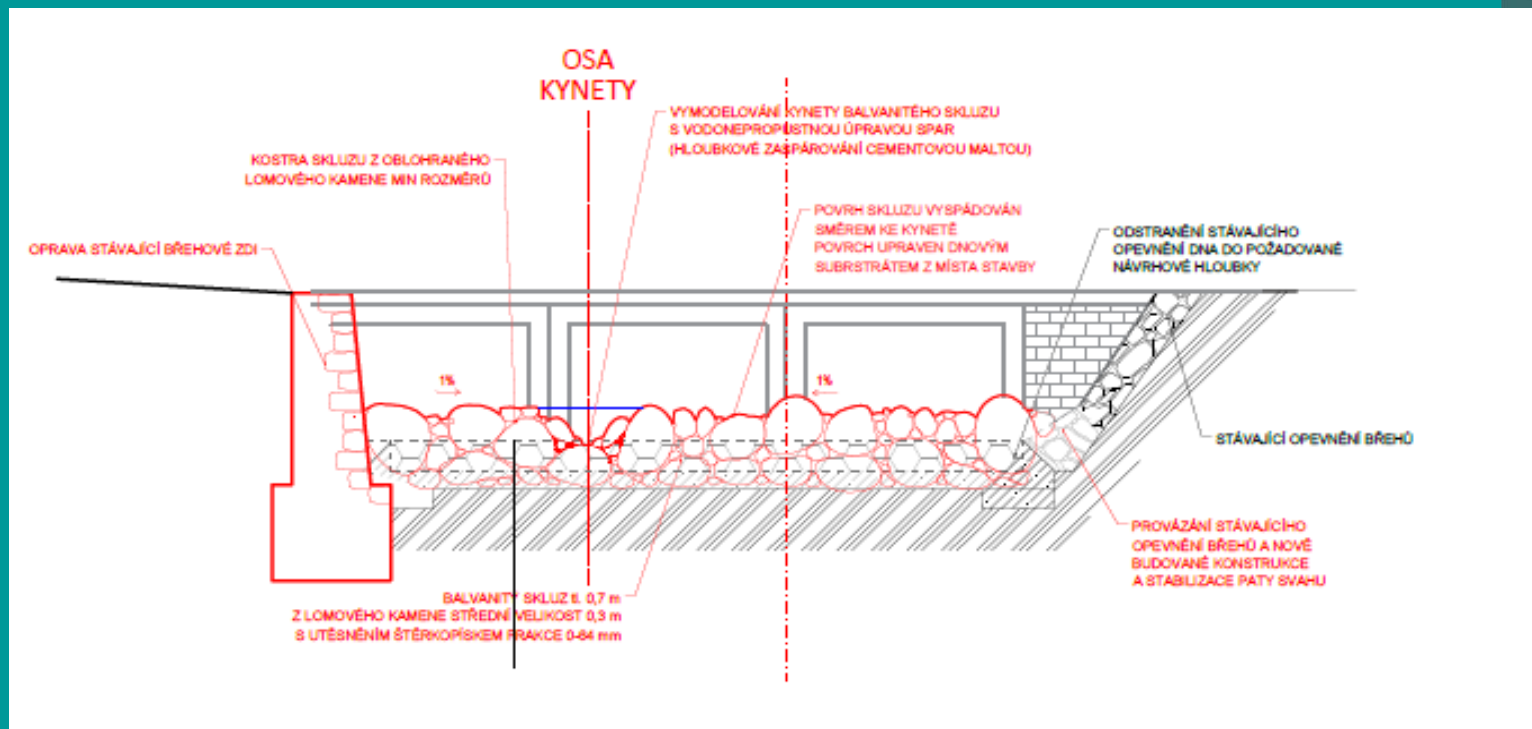 OSA
KYNETY
VYMODELOVÁNÍ KYNETY BALVANITÉHO SKLUZU
S VODONEPROPUSTNOU ÚPRAVOU SPAR
(HLOUBKOVÉ ZASPÁROVÁNÍ CEMENTOVOU MALTOU)
KOSTRA SKLUZU Z OBLOHRANÉHO
LOMOVÉHO KAMENE MIN ROZMĚRŮ
POVRH SKLUZU VYSPÁDOVÁN
SMĚREM KE KYNETĚ
POVRCH UPRAVEN DNOVÝM
SUBRSTRÁTEM Z MÍSTA STAVBY
OPRAVA STÁVAJÍCÍ BŘEHOVÉ ZDI
ODSTRANĚNÍ STÁVAJÍCÍHO
OPEVNĚNÍ DNA DO POŽADOVANÉ
NÁVRHOVÉ HLOUBKY
1%
1%
STÁVAJÍCÍ OPEVNĚNÍ BŘEHŮ
PROVÁZÁNÍ STÁVAJÍCÍHO
OPEVNĚNÍ BŘEHŮ A NOVĚ
BUDOVANÉ KONSTRUKCE
A STABILIZACE PATY SVAHU
BALVANITÝ SKLUZ tl. 0,7 m
Z LOMOVÉHO KAMENE STŘEDNÍ VELIKOST 0,3 m
S UTĚSNĚNÍM ŠTĚRKOPÍSKEM FRAKCE 0-64 mm